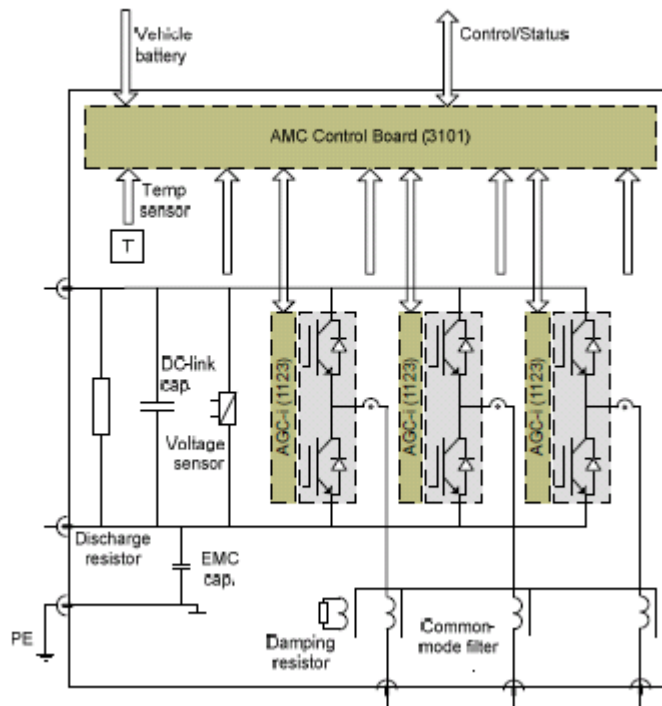 Vehicle
battery
Control/Status
AMC Control Board (3101)
Temp
sensor
T
DC-link
cap.
Voltage
sensor
AGC-i (1123)
AGC-i (1123)
AGC-i (1123)
Discharge
resistor
EMC
cap.
PE
Damping
resistor
Common-
mode filter